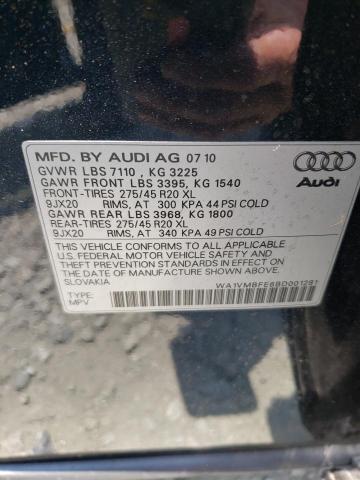 MFD. BY AUDI AG 07 10
GVWR LBS 7110 , KG 3225
GAWR FRONT LBS 3395, KG 1540
FRONT-TIRES 275/45 R20 XL
9JX20 RIMS, AT 300 KPA 44 PSI COLD
GAWR REAR LBS 3968, KG 1800
REAR-TIRES 275/45 R20 XL
9JX20 RIMS, AT 340 KPA 49 PSI COLD
Audi
THIS VEHICLE CONFORMS TO ALL APPLICABLE
U.S. FEDERAL MOTOR VEHICLE SAFETY, BUMPER AND
THEFT PREVENTION STANDARDS IN EFFECT
ON THE DATE OF MANUFACTURE SHOWN ABOVE
SLOVAKIA
TYPE:
MPV
WA1VMBFE6BD001291